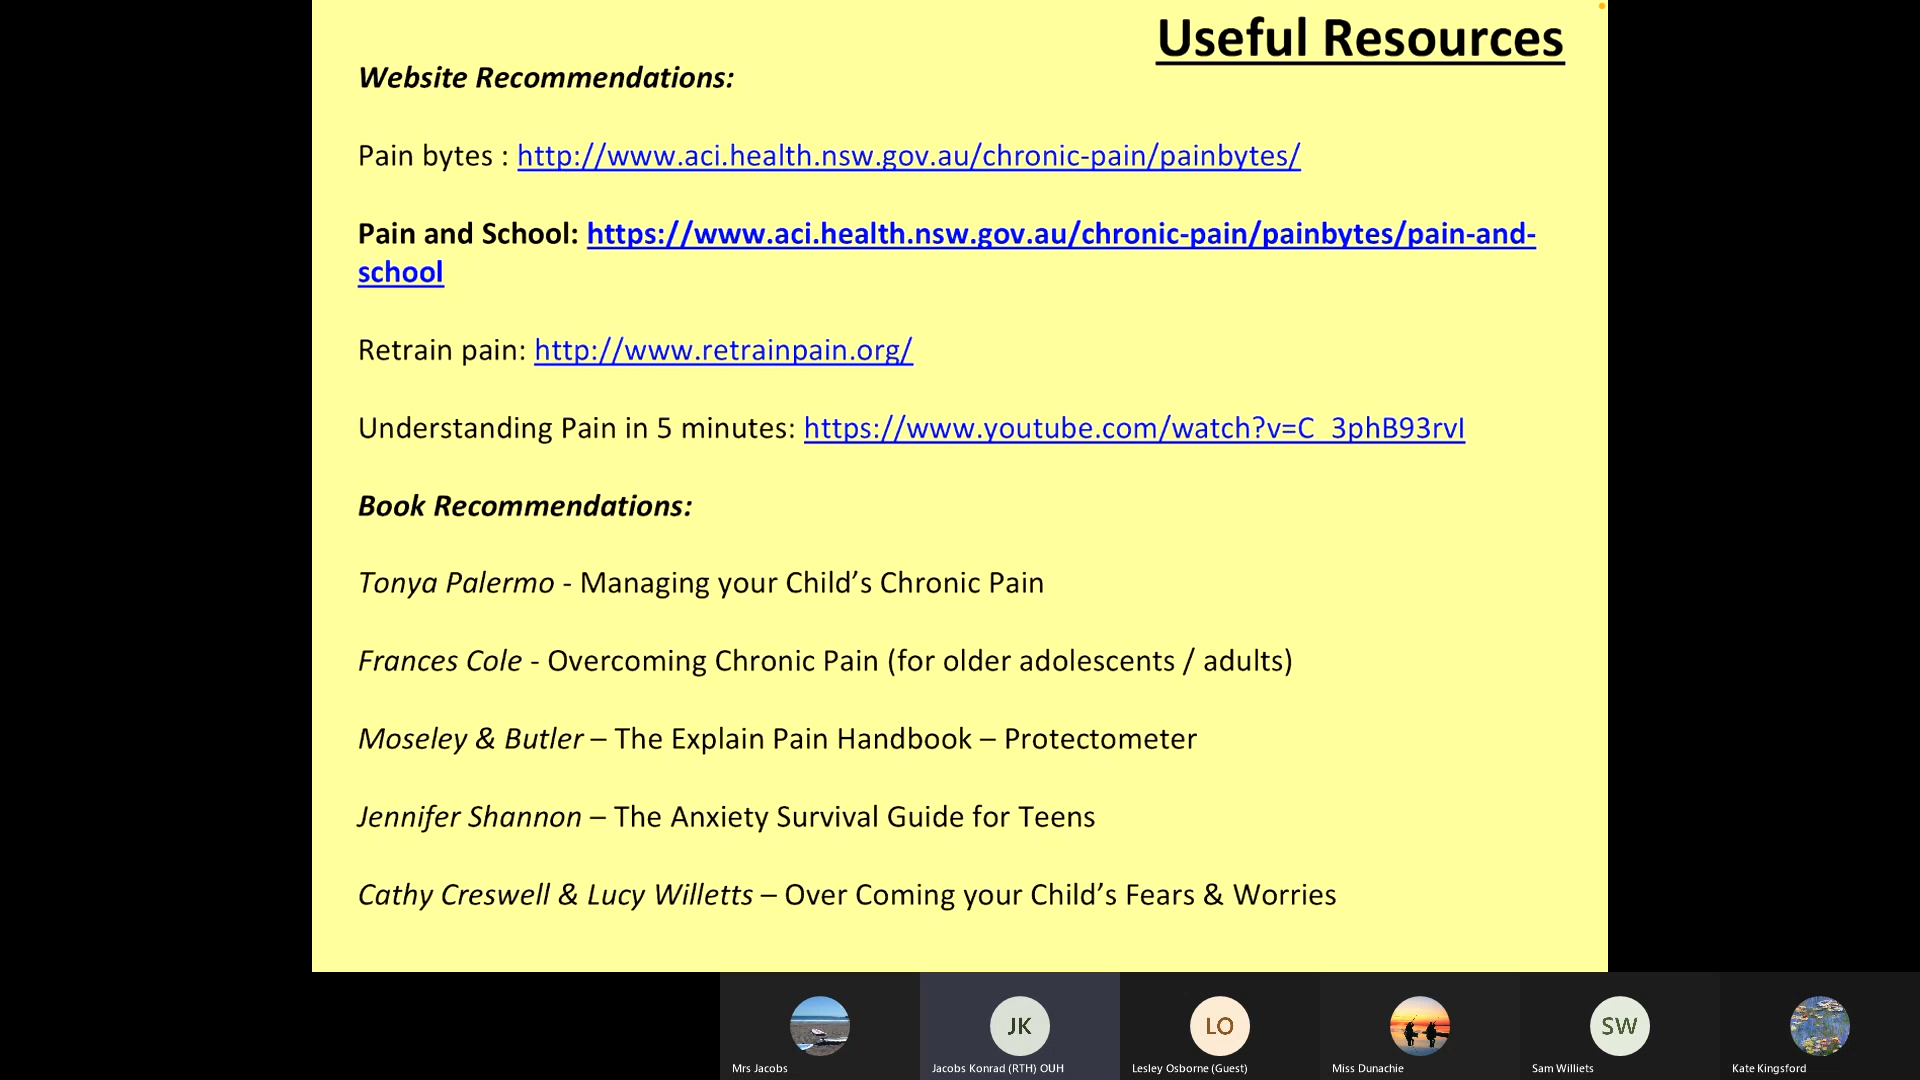 Useful Resources
Website Recommendations:
Pain bytes : http://www.aci.health.nsw.gov.au/chronic-pain/painbytes/
Pain and School: https://www.aci.health.nsw.gov.au/chronic-pain/painbytes/pain-and-
school
Retrain pain: http://www.retrainpain.org/
Understanding Pain in 5 minutes: https://www.youtube.com/watch?v=C_3phB93rvI
Book Recommendations:
Tonya Palermo - Managing your Child’s Chronic Pain
Frances Cole - Overcoming Chronic Pain (for older adolescents / adults)
Moseley & Butler – The Explain Pain Handbook – Protectometer
Jennifer Shannon – The Anxiety Survival Guide for Teens
Cathy Creswell & Lucy Willetts – Over Coming your Child’s Fears & Worries
JK
LO
SW
Mrs Jacobs
Jacobs Konrad (RTH) OUH
Lesley Osborne (Guest)
Miss Dunachie
Sam Williets
Kate Kingsford